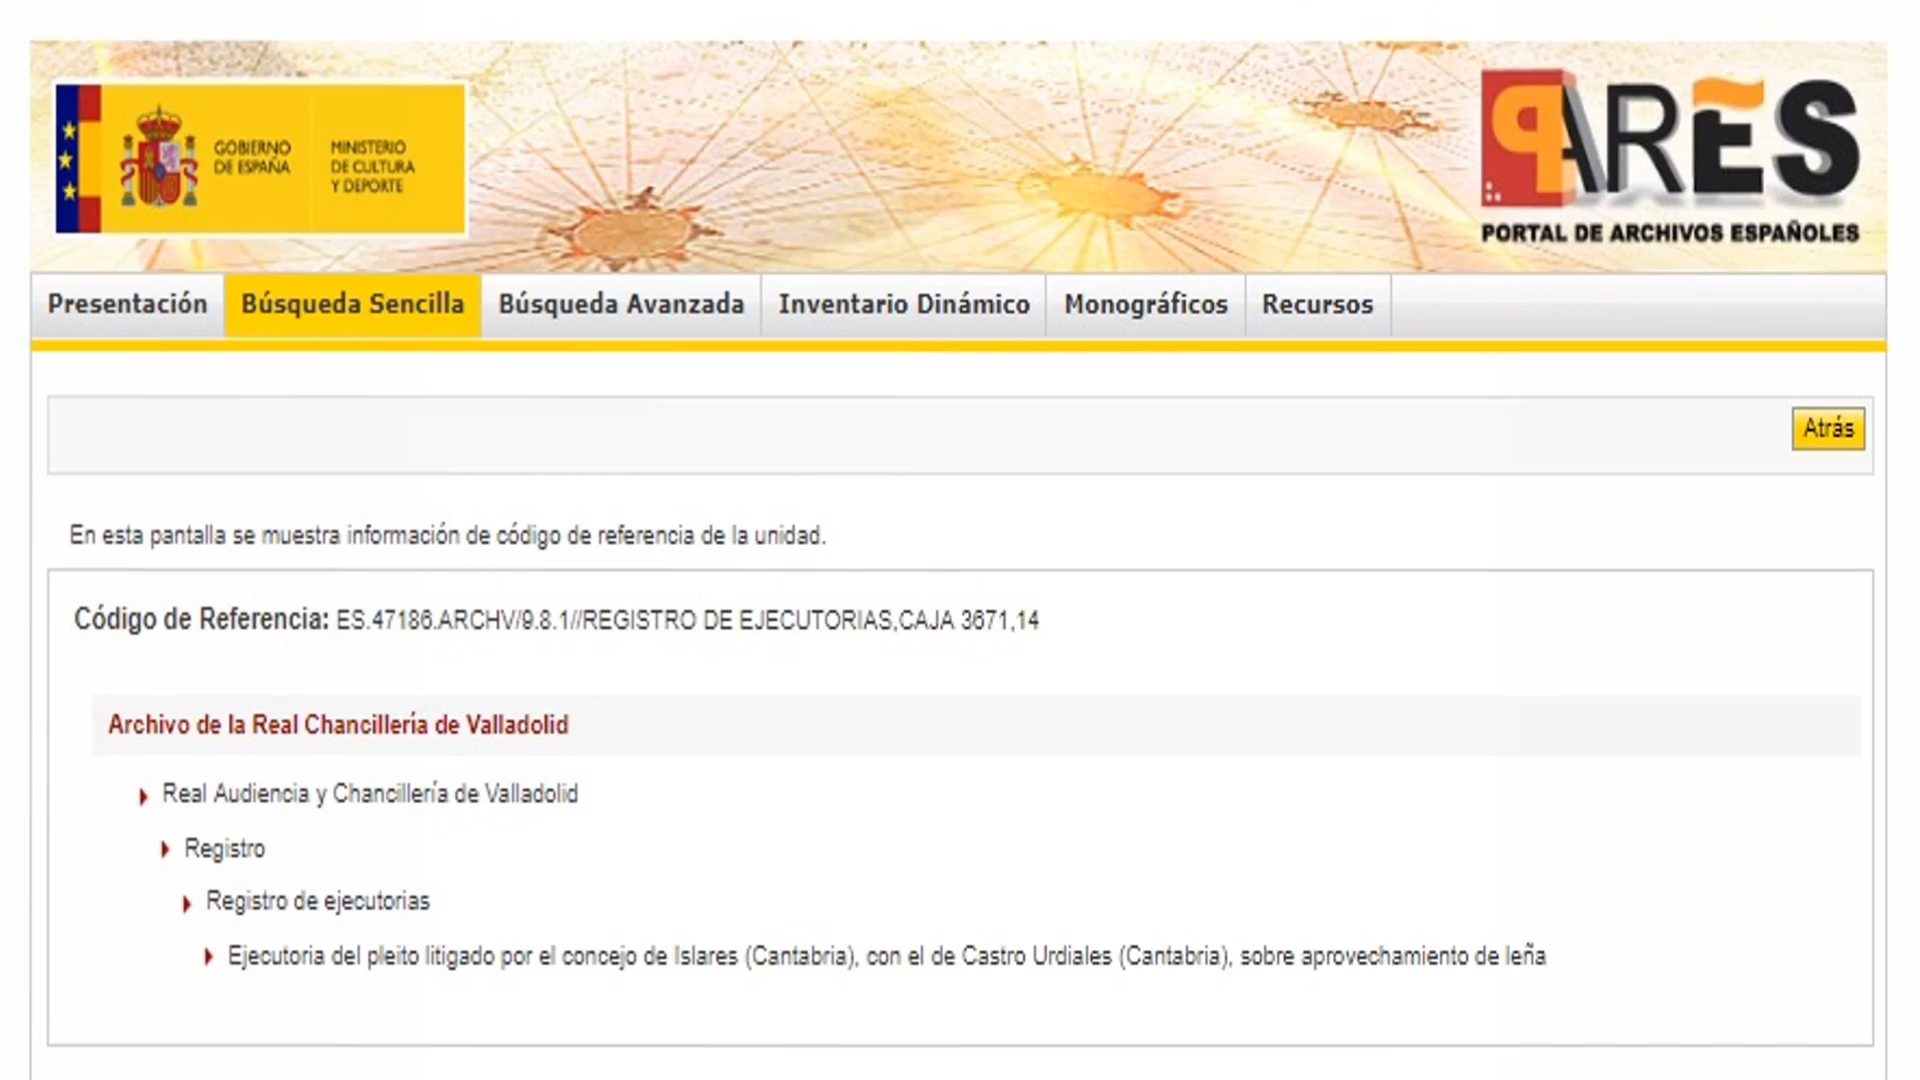 GOBIERNO
DE ESPAÑA
MINISTERIO
DE CULTURA
Y DEPORTE
PARES
PORTAL DE ARCHIVOS ESPAÑOLES
Presentación Búsqueda Sencilla Búsqueda Avanzada Inventario Dinámico Monográficos Recursos
Atrás
En esta pantalla se muestra información de código de referencia de la unidad.
Código de Referencia: ES.47186.ARCHV/9.8.1//REGISTRO DE EJECUTORIAS,CAJA 3671,14
Archivo de la Real Chancillería de Valladolid
Real Audiencia y Chancillería de Valladolid
Registro
Registro de ejecutorias
Ejecutoria del pleito litigado por el concejo de Islares (Cantabria), con el de Castro Urdiales (Cantabria), sobre aprovechamiento de leña